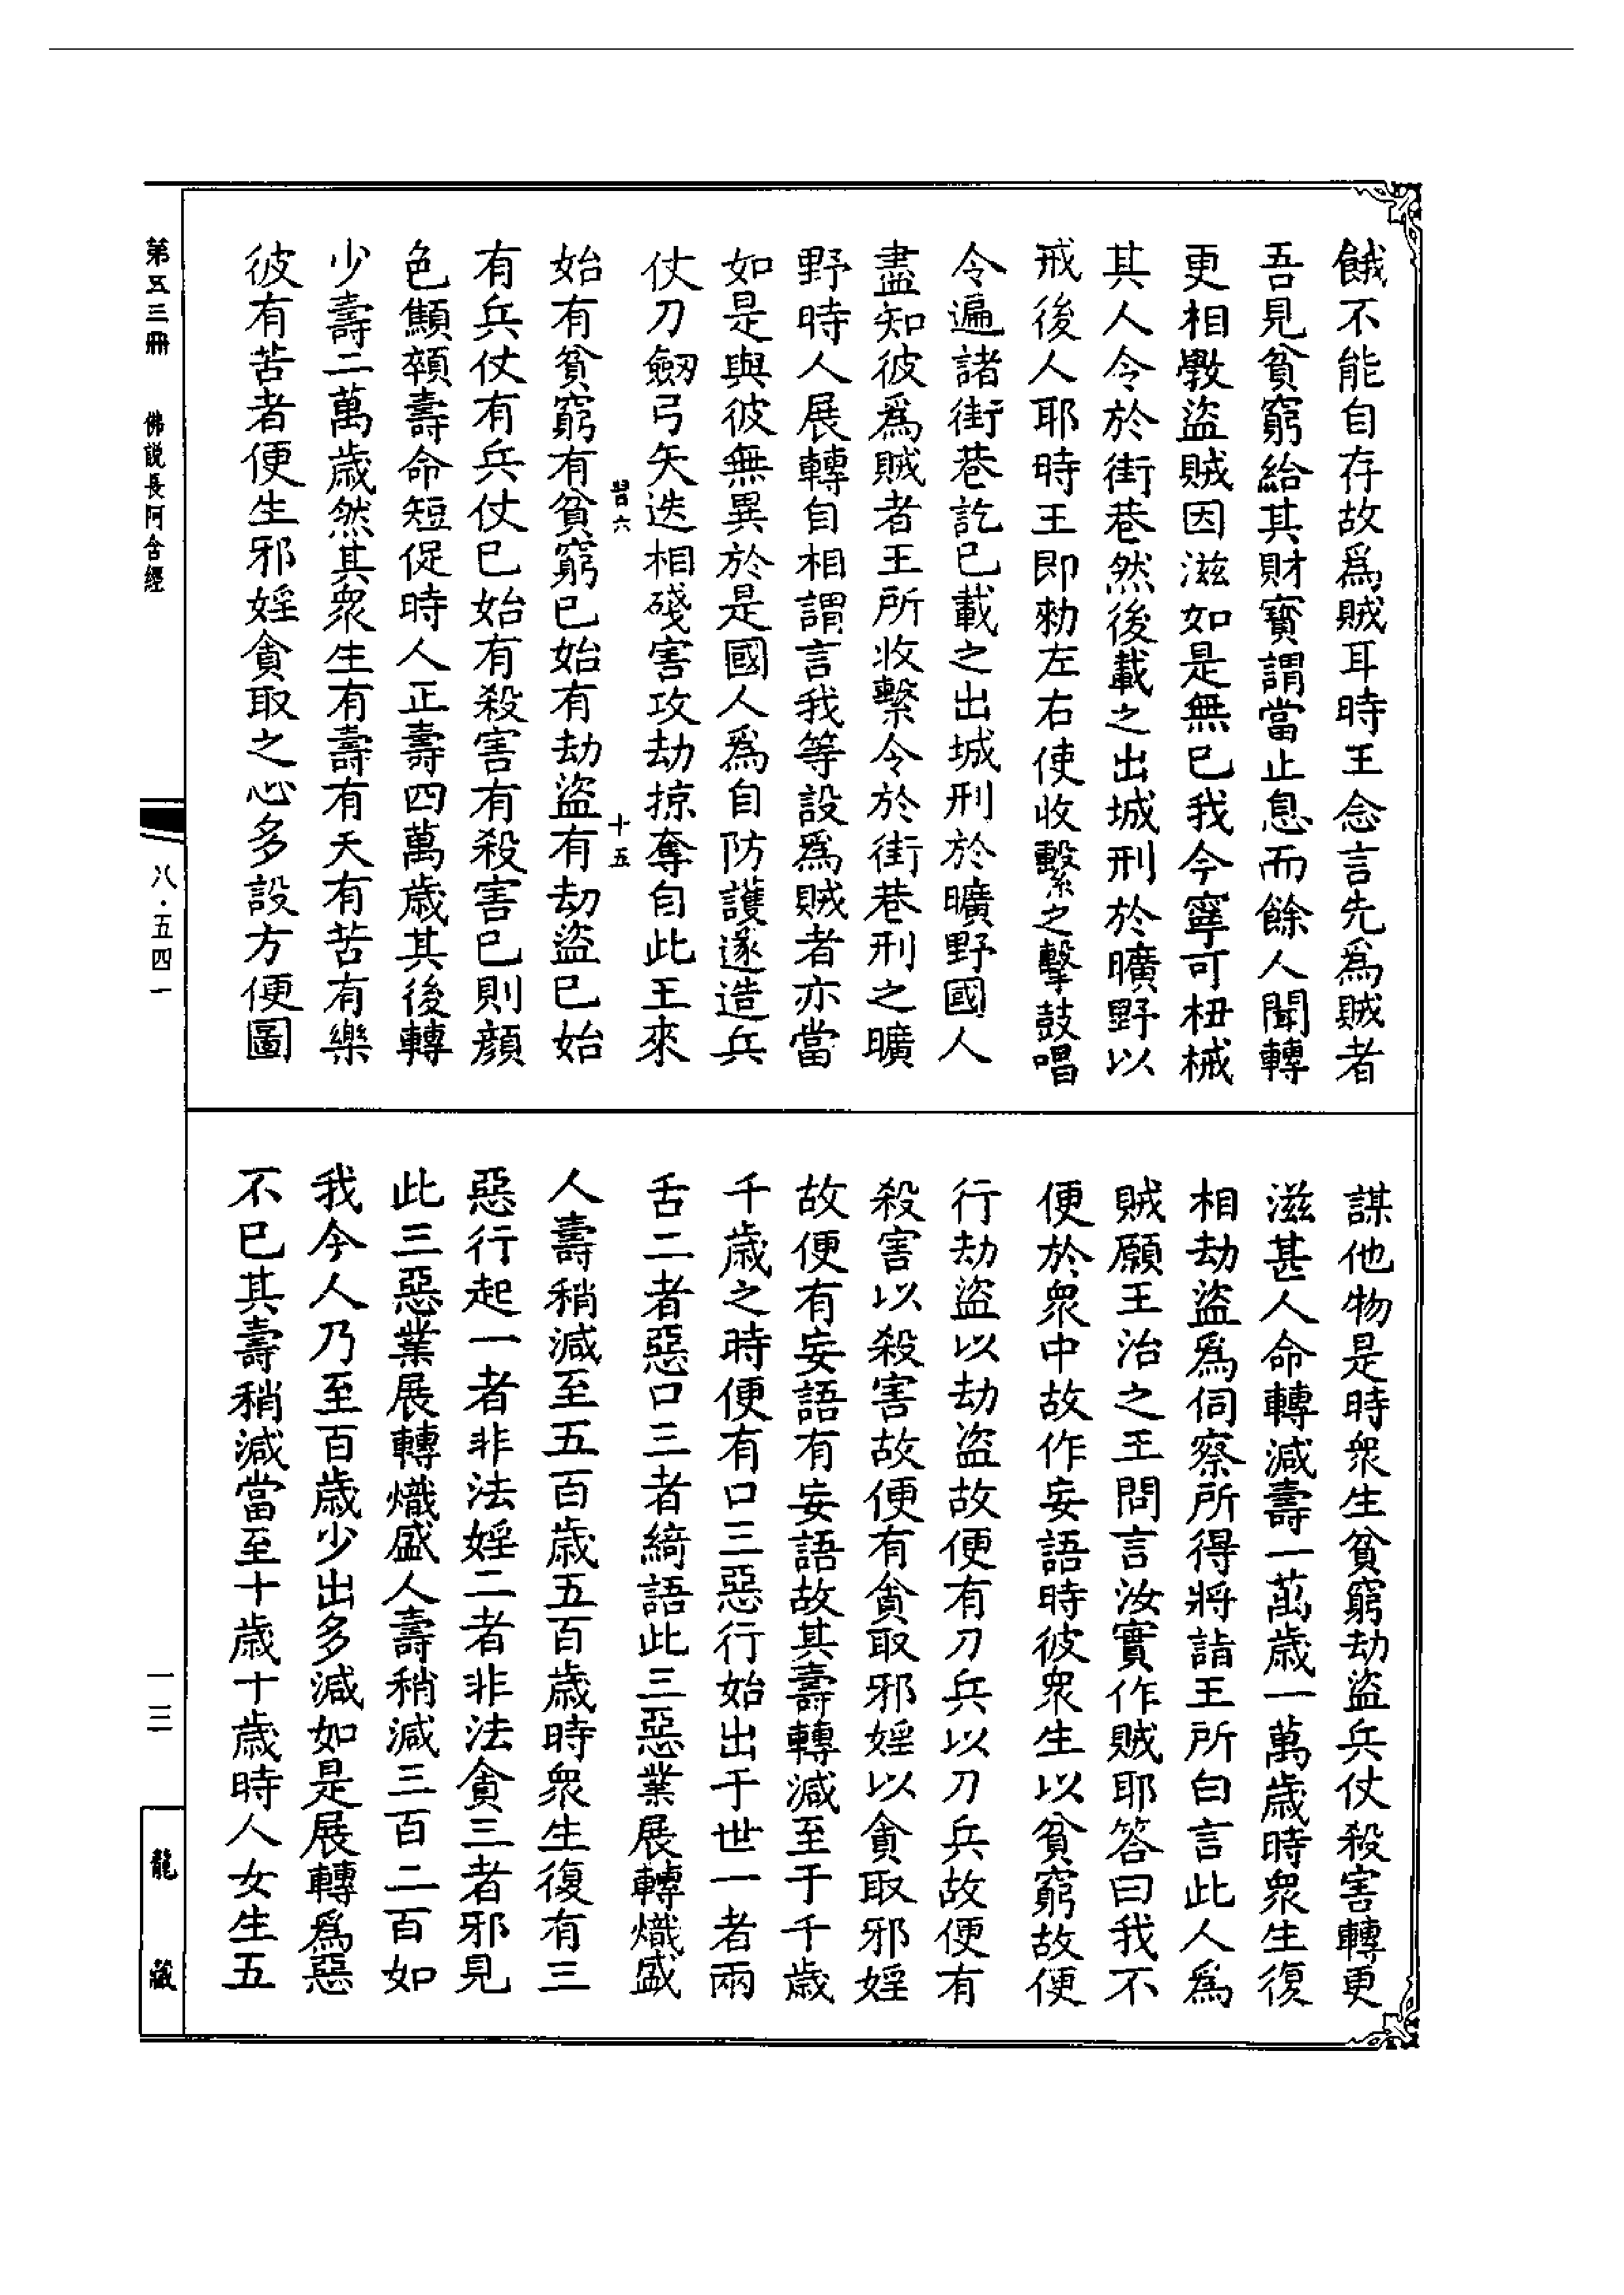 餓不能自存故爲賊耳時王念言先爲賊者
吾見貧窮給其財寳謂當止息而餘人聞轉
更相斅盜賊因滋如是無已我今寧可杻械
其人令於街巷然後載之出城刑於曠野以
戒後人耶時王即勑左右使收繫之擊鼓唱
令遍諸街巷訖已載之出城刑於曠野國人
盡知彼爲賊者王所收繫令於街巷刑之曠
野時人展轉自相謂言我等設爲賊者亦當
如是與彼無異於是國人爲自防護遂造兵
仗刀劒弓矢迭相殘害攻劫掠奪自此王來
始有貧窮有貧窮已始有劫盜有劫盜已始
有兵仗有兵仗已始有殺害有殺害已則顔
色顦顇壽命短促時人正壽四萬歲其後轉
少壽二萬歲然其衆生有壽有夭有苦有樂
彼有苦者便生邪婬貪取之心多設方便圖
謀他物是時衆生貧窮劫盜兵仗殺害轉更
滋甚人命轉減壽一萬歲一萬歲時衆生復
相劫盜爲伺察所得將詣王所白言此人爲
賊願王治之王問言汝實作賊耶答曰我不
便於衆中故作妄語時彼衆生以貧窮故便
行劫盜以劫盜故便有刀兵以刀兵故便有
殺害以殺害故便有貪取邪婬以貪取邪婬
故便有妄語有妄語故其壽轉減至于千歲
千歲之時便有口三惡行始出于世一者兩
舌二者惡口三者綺語此三惡業展轉熾盛
人壽稍減至五百歲五百歲時衆生復有三
惡行起一者非法婬二者非法貪三者邪見
此三惡業展轉熾盛人壽稍減三百二百如
我今人乃至百歲少出多減如是展轉爲惡
不已其壽稍減當至十歲十歲時人女生五
十五
第五三冊 佛説長阿含經
八·五四一
一三
龍藏